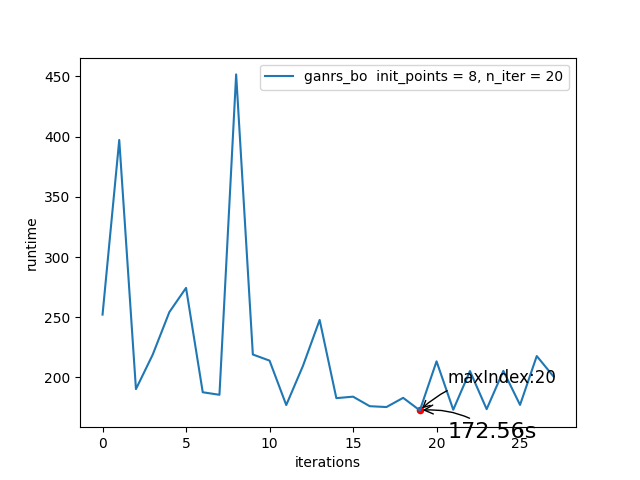 ganrs_bo  init_points = 8, n_iter = 20
450
400
350
300
250
200
runtime
maxIndex:20
172.56s
0
5
10
15
20
25
iterations